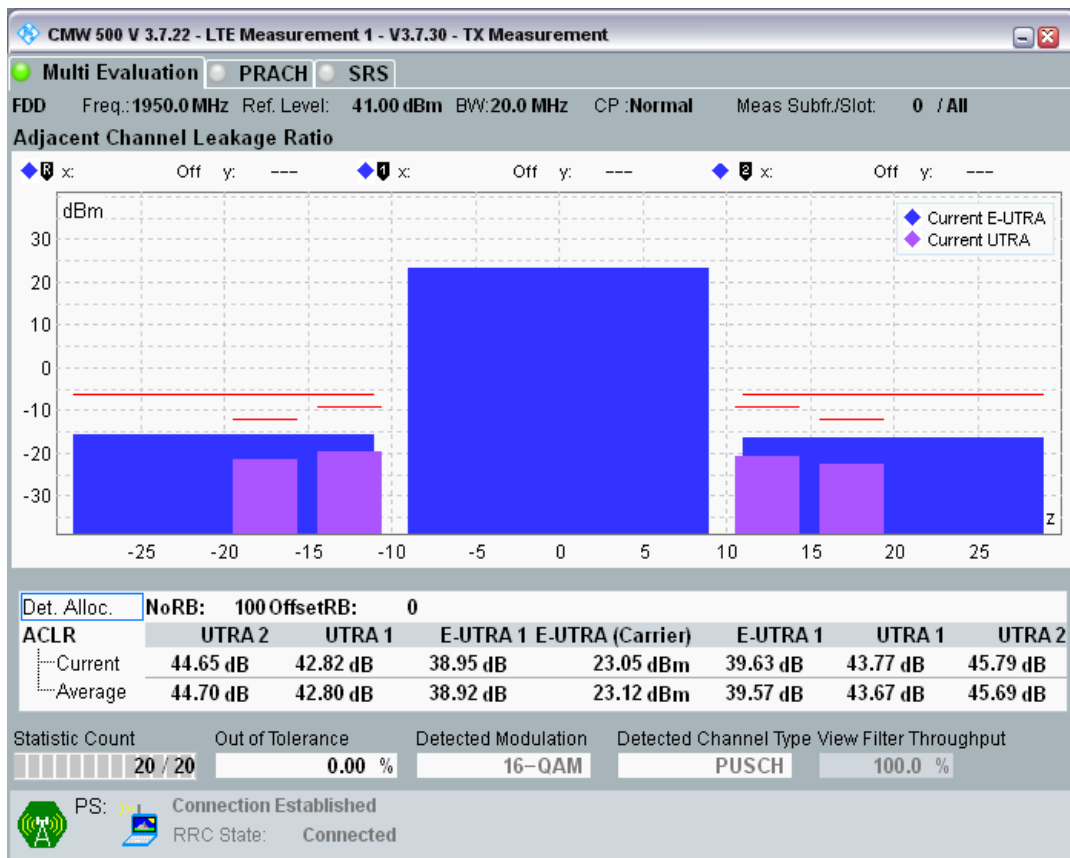 CMW 500 V 3.7.22 - LTE Measurement 1 - V3.7.30 - TX Measurement
Multi Evaluation PRACH SRS
FDD Freq.: 1950.0 MHz Ref. Level: 41.00 dBm BW: 20.0 MHz CP : Normal Meas Subfr./Slot: 0 / All
Adjacent Channel Leakage Ratio
R x: Off y: --- 1 x: Off y: --- 2 x: Off y: ---
dBm
Current E-UTRA
Current UTRA
30
20
10
0
-10
-20
-30
z
-25 -20 -15 -10 -5 0 5 10 15 20 25
Det. Alloc. NoRB: 100 OffsetRB: 0
ACLR UTRA 2 UTRA 1 E-UTRA 1 E-UTRA (Carrier) E-UTRA 1 UTRA 1 UTRA 2
Current 44.65 dB 42.82 dB 38.95 dB 23.05 dBm 39.63 dB 43.77 dB 45.79 dB
Average 44.70 dB 42.80 dB 38.92 dB 23.12 dBm 39.57 dB 43.67 dB 45.69 dB
Statistic Count Out of Tolerance Detected Modulation Detected Channel Type View Filter Throughput
20 / 20 0.00 % 16-QAM PUSCH 100.0 %
PS: Connection Established
RRC State: Connected